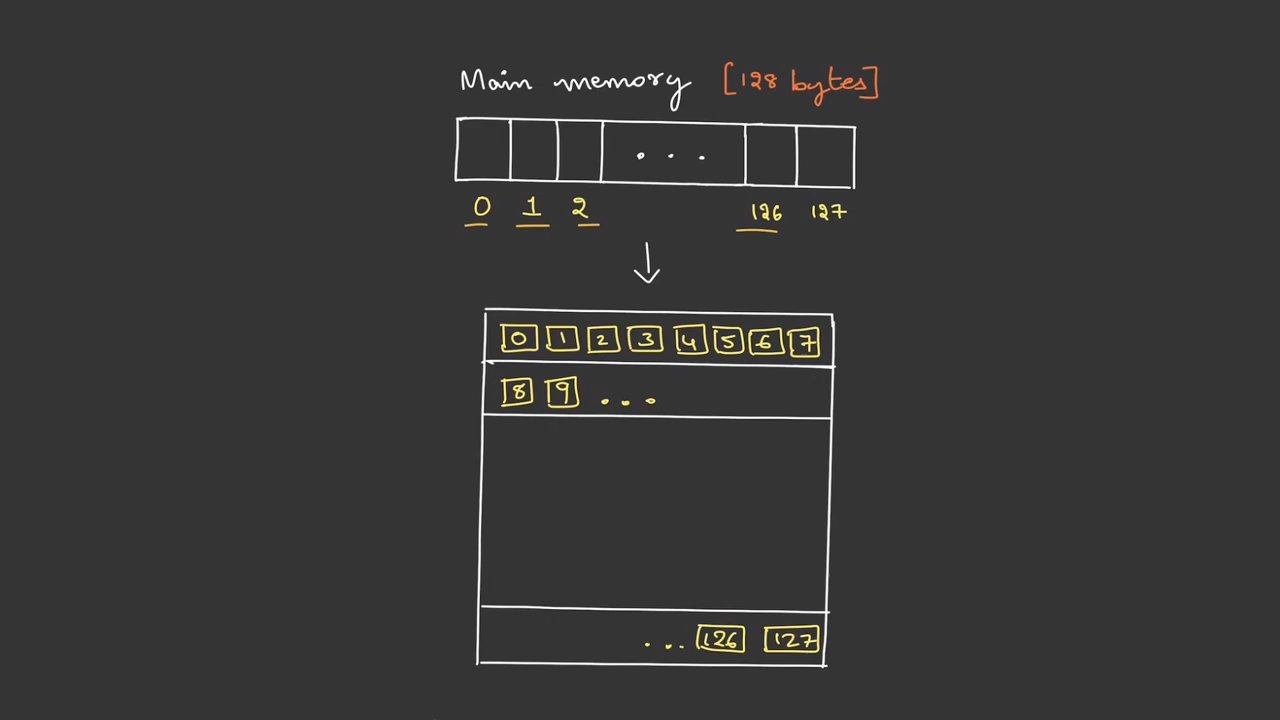 Main memory [128 bytes]
. . .
0 1 2 126 127
0 1 2 3 4 5 6 7
8 9 . . .
. . . 126 127